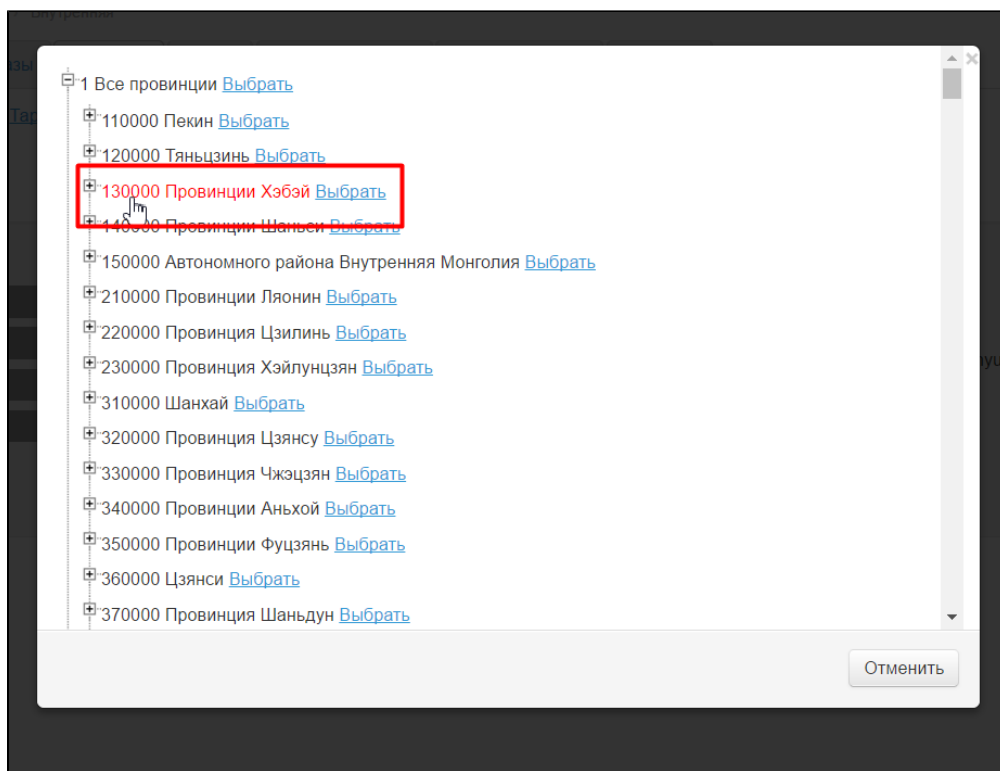 Внутренняя
Тар
1 Все провинции Выбрать
110000 Пекин Выбрать
120000 Тяньцзинь Выбрать
130000 Провинции Хэбэй Выбрать
140000 Провинции Шаньси Выбрать
150000 Автономного района Внутренняя Монголия Выбрать
210000 Провинции Ляонин Выбрать
220000 Провинция Цзилинь Выбрать
230000 Провинция Хэйлунцзян Выбрать
310000 Шанхай Выбрать
320000 Провинция Цзянсу Выбрать
330000 Провинция Чжэцзян Выбрать
340000 Провинции Аньхой Выбрать
350000 Провинции Фуцзянь Выбрать
360000 Цзянси Выбрать
370000 Провинция Шаньдун Выбрать
Отменить